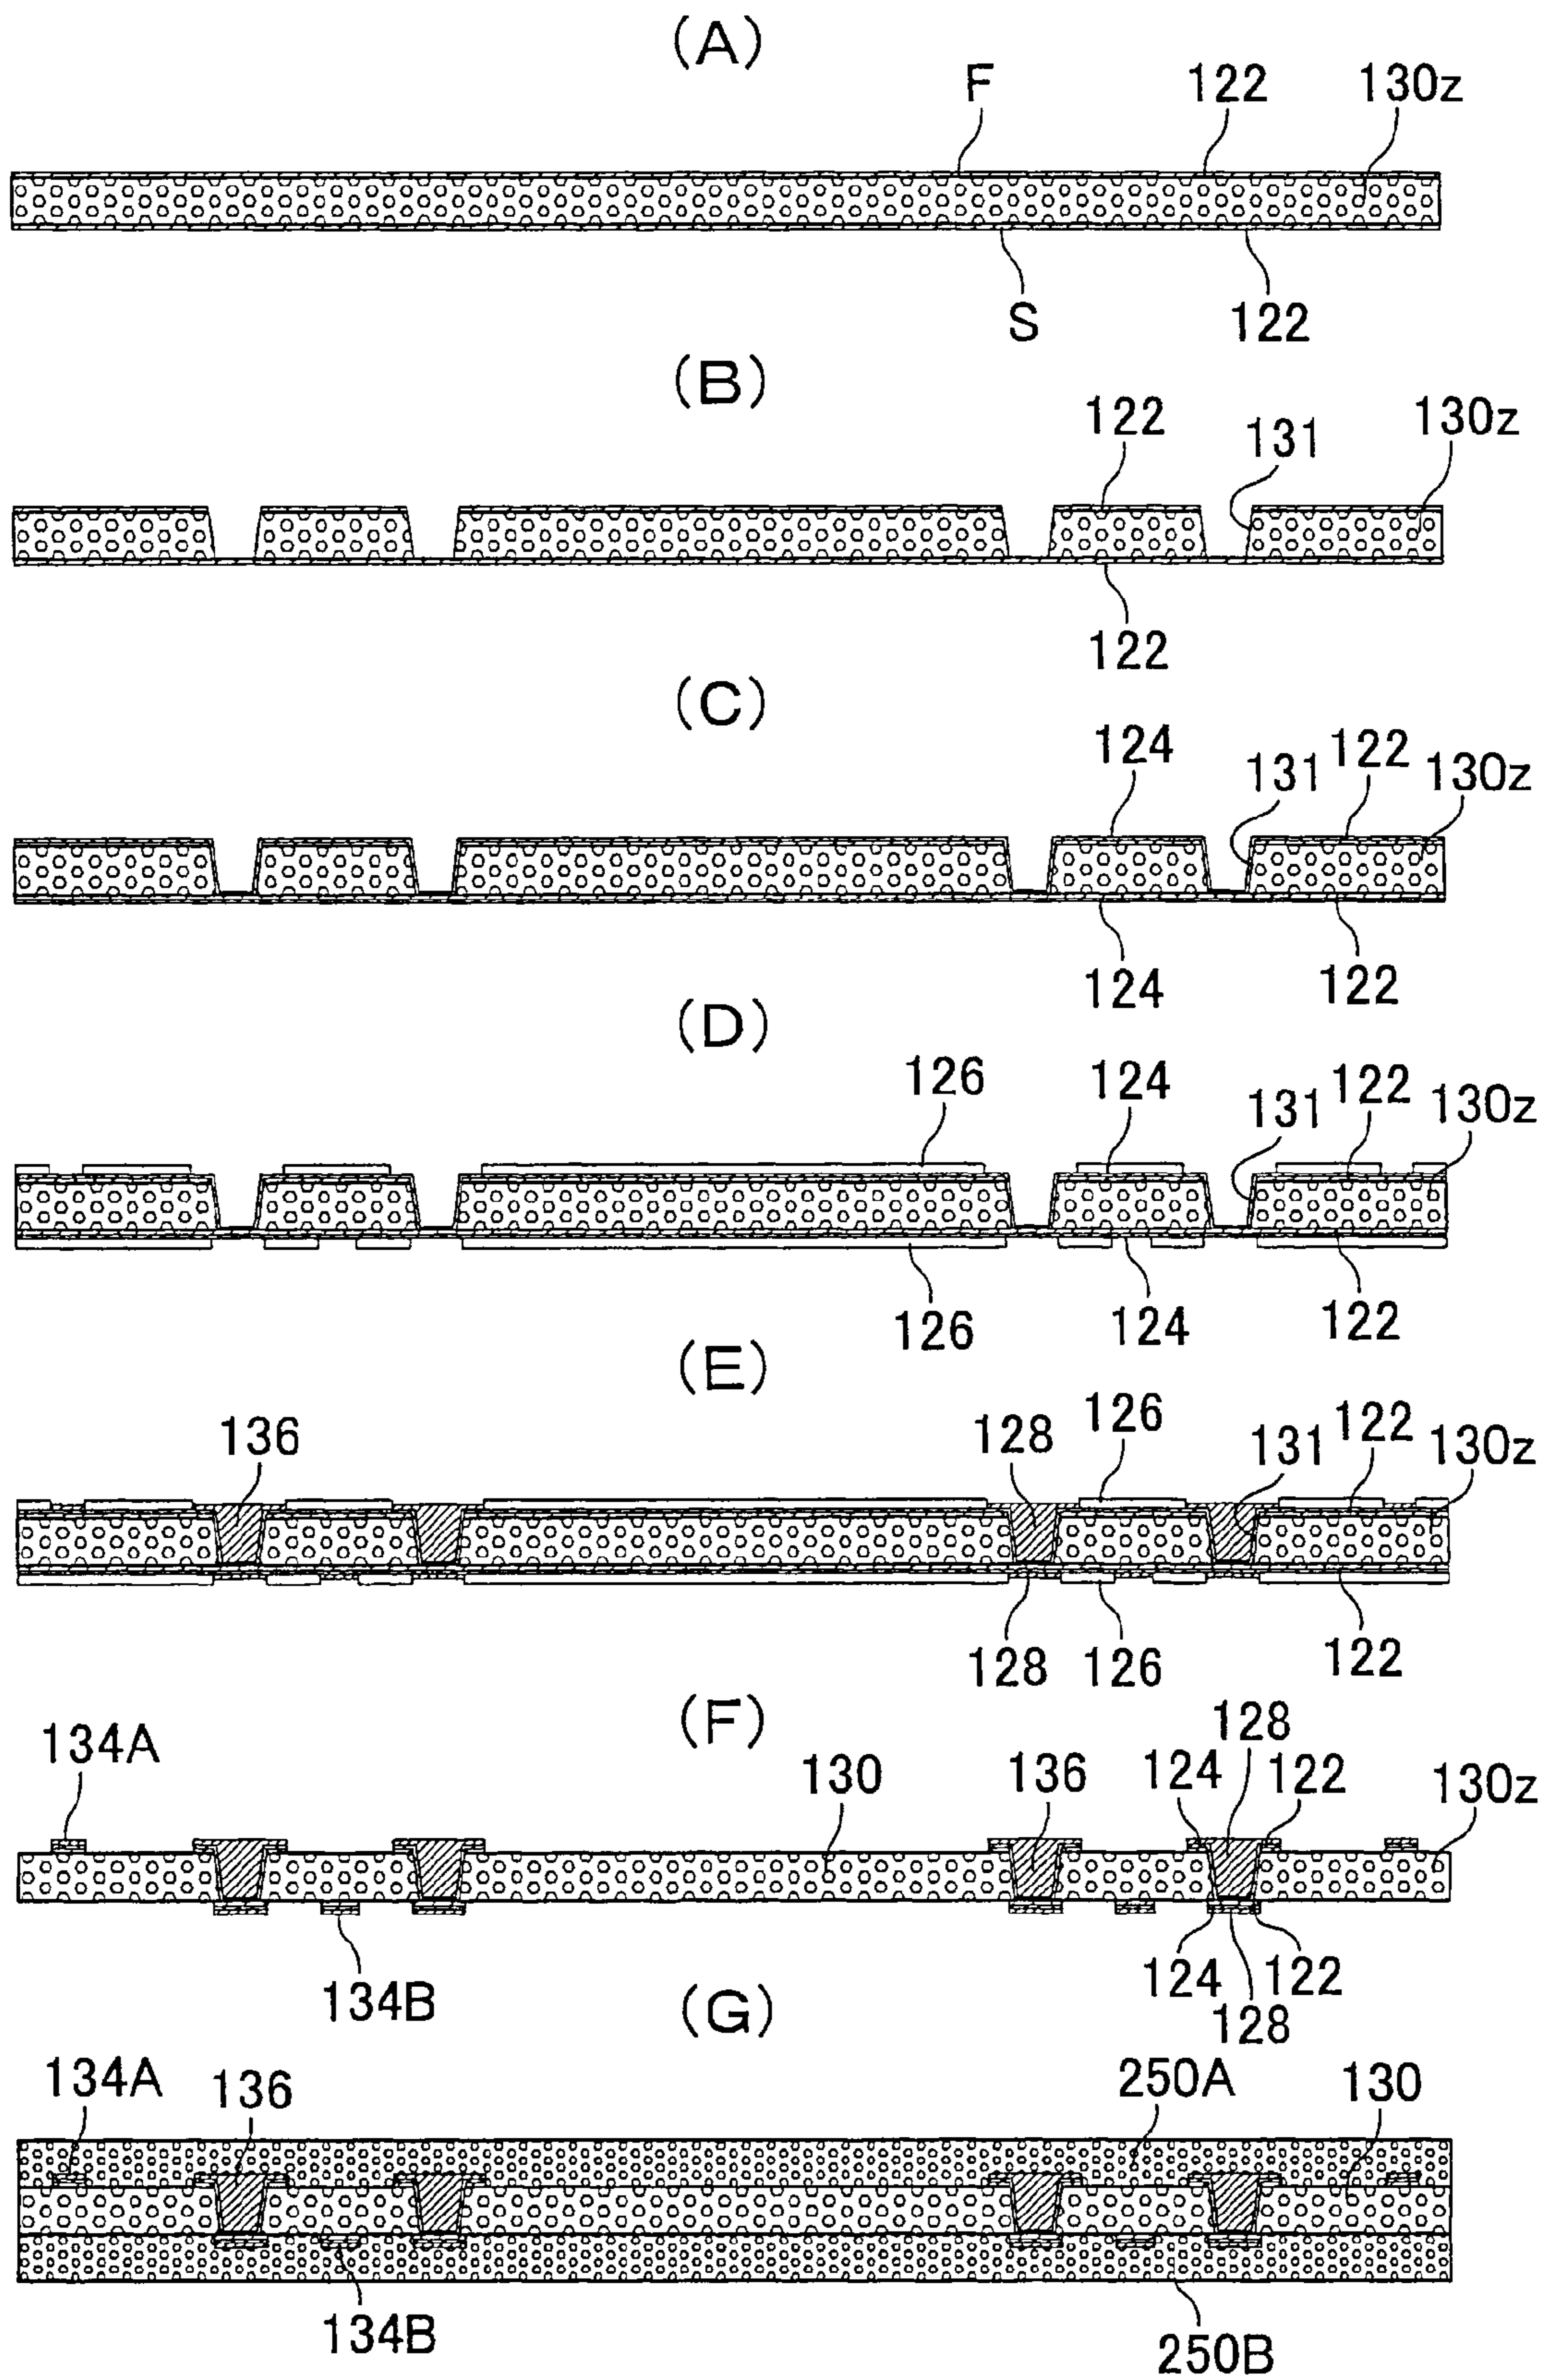 (A)
F 122 130z
S 122
(B)
122 131 130z
122
(C)
124 131 122 130z
124 122
(D)
126 124 131 122 130z
126 124 122
(E)
136 128 126 131 122 130z
128 126 122
(F)
134A 130 136 124 128 122 130z
134B 124 128 122
(G)
134A 136 250A 130
134B 250B